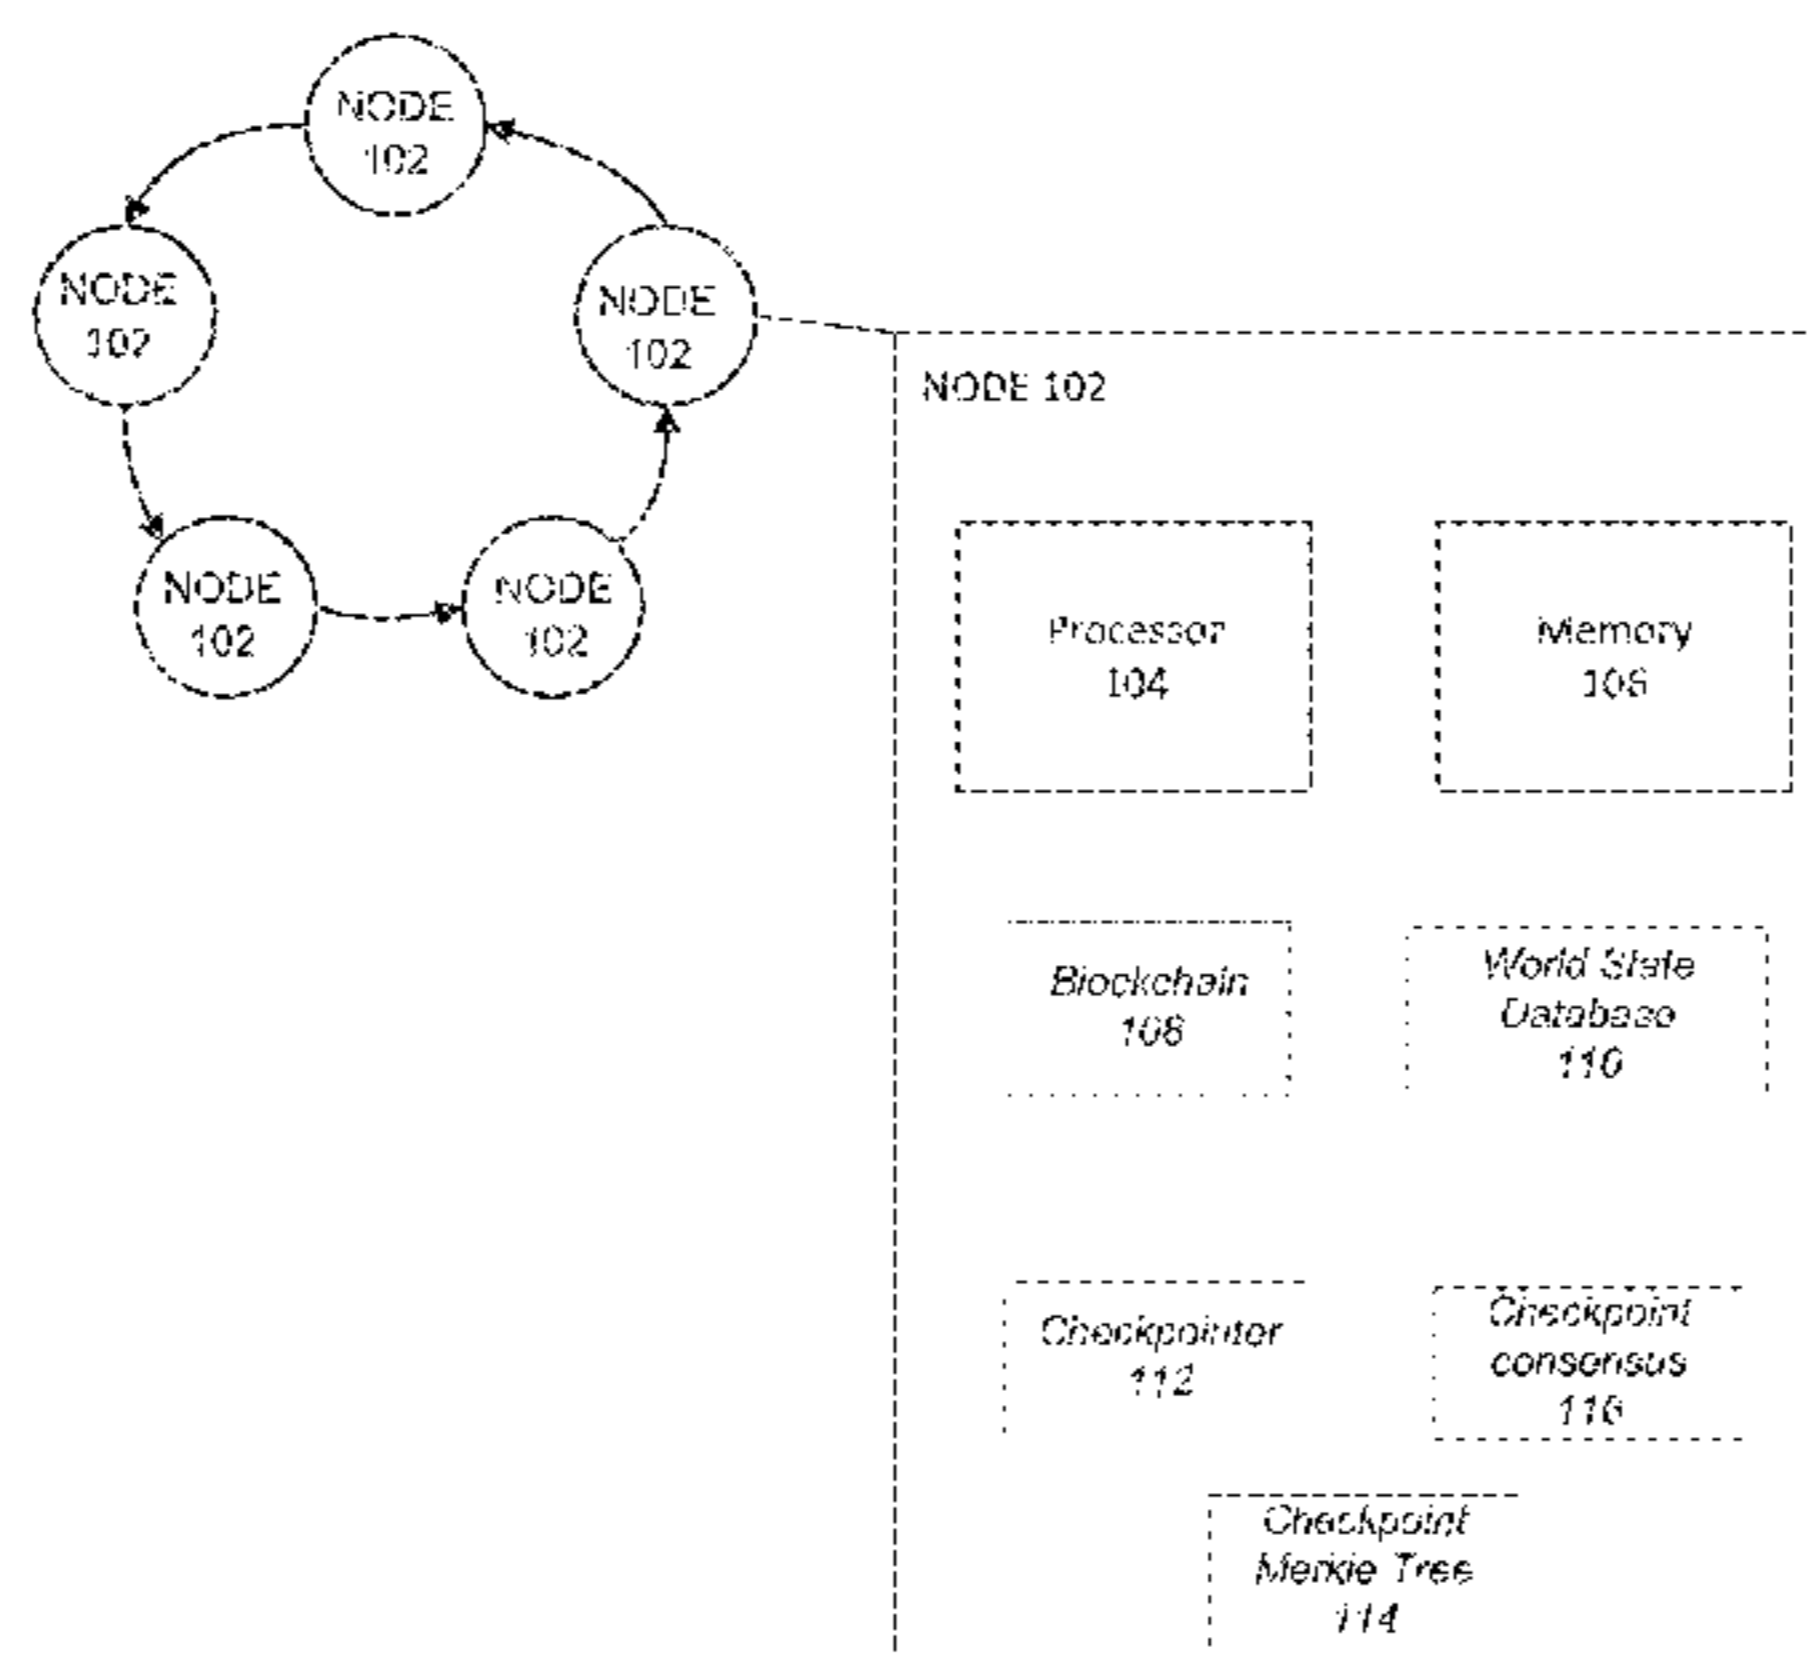 NODE
102
NODE
102
NODE
102
NODE
102
NODE
102
NODE 102
Processor
104
Memory
106
Blockchain
108
World State
Database
110
Checkpointer
112
Checkpoint
consensus
116
Checkpoint
Merkle Tree
114